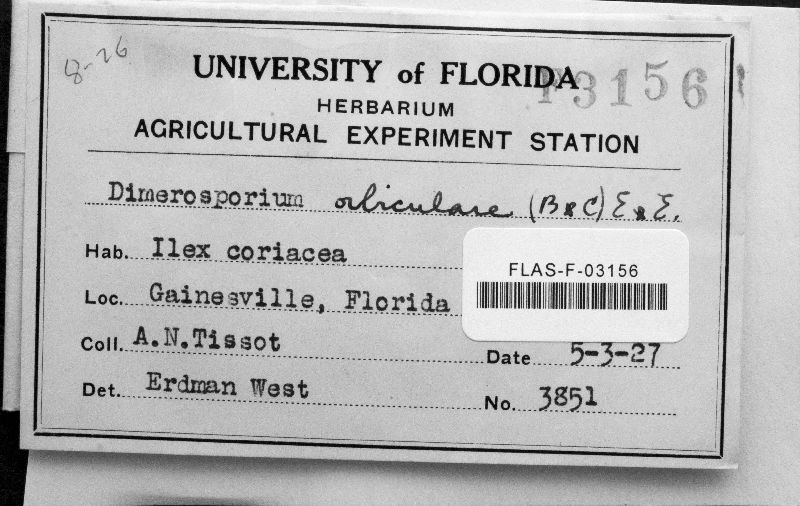 8-26
UNIVERSITY of FLORIDA
F3156
HERBARIUM
AGRICULTURAL EXPERIMENT STATION
Dimerosporium orbiculare (B & C) E & E.
Hab. Ilex coriacea
FLAS-F-03156
Loc. Gainesville, Florida
Coll. A.N.Tissot
Date 5-3-27
Det. Erdman West
No. 3851